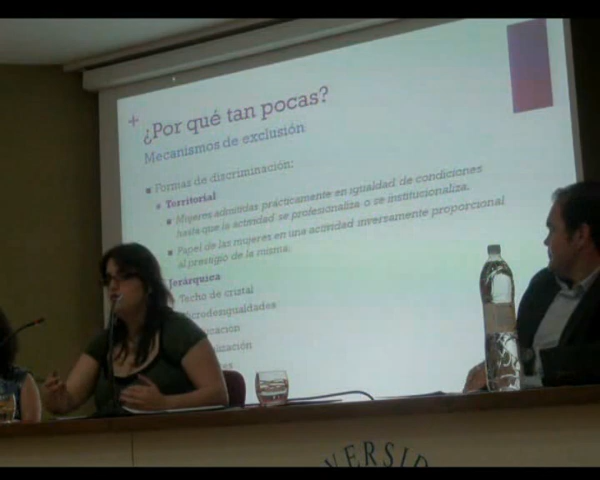 +
¿Por qué tan pocas?
Mecanismos de exclusión
Formas de discriminación:
Territorial
Mujeres admitidas prácticamente en igualdad de condiciones
hasta que la actividad se profesionaliza o se institucionaliza.
Papel de las mujeres en una actividad inversamente proporcional
al prestigio de la misma.
Jerárquica
Techo de cristal
Microdesigualdades
VERSID